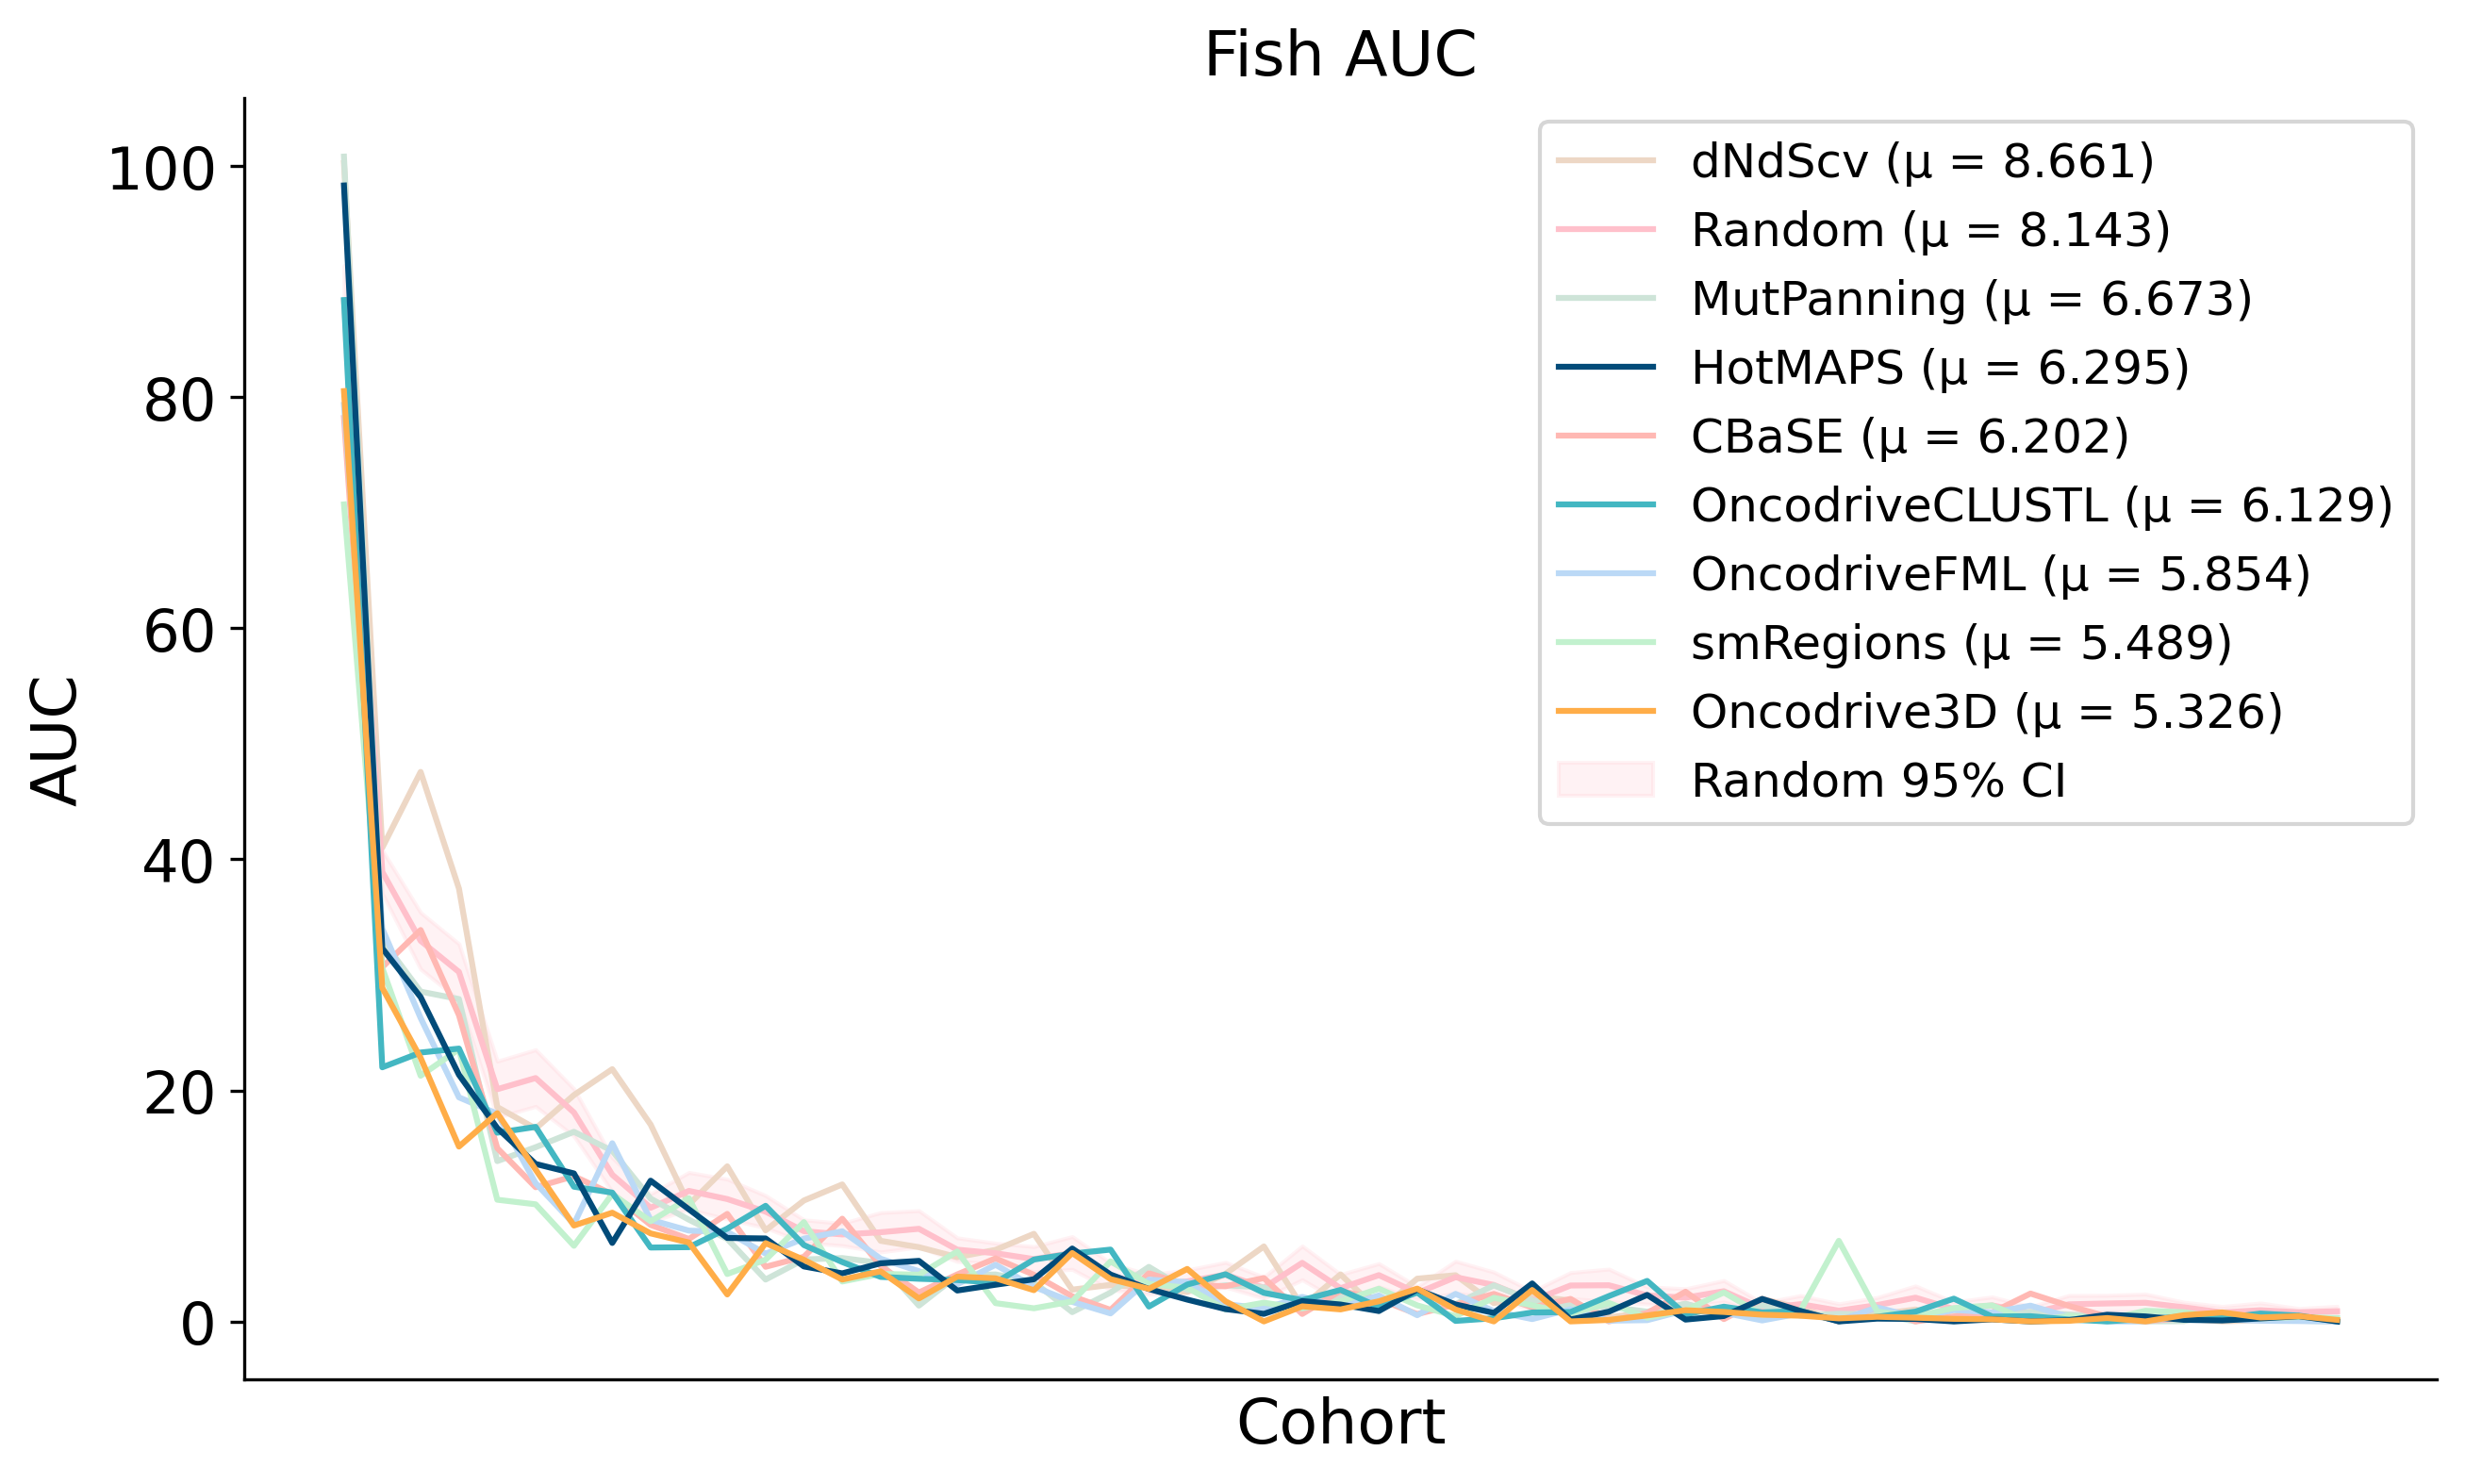 Fish AUC
100
80
60
40
20
0
AUC
Cohort
dNdScv (μ = 8.661)
Random (μ = 8.143)
MutPanning (μ = 6.673)
HotMAPS (μ = 6.295)
CBaSE (μ = 6.202)
OncodriveCLUSTL (μ = 6.129)
OncodriveFML (μ = 5.854)
smRegions (μ = 5.489)
Oncodrive3D (μ = 5.326)
Random 95% CI